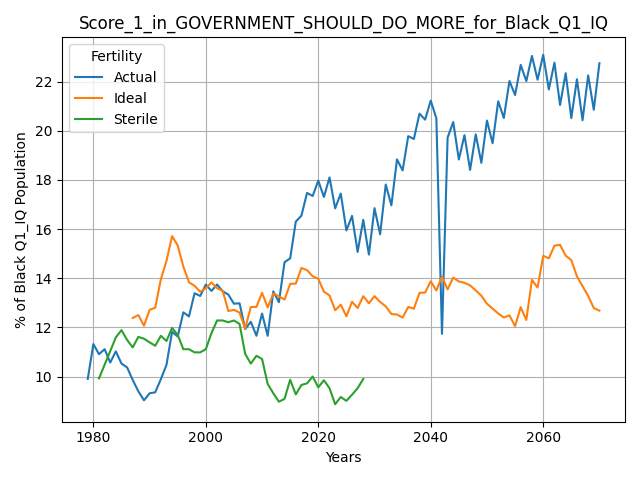 Score_1_in_GOVERNMENT_SHOULD_DO_MORE_for_Black_Q1_IQ
Fertility
Actual
Ideal
Sterile
% of Black Q1_IQ Population
22
20
18
16
14
12
10
1980 2000 2020 2040 2060
Years